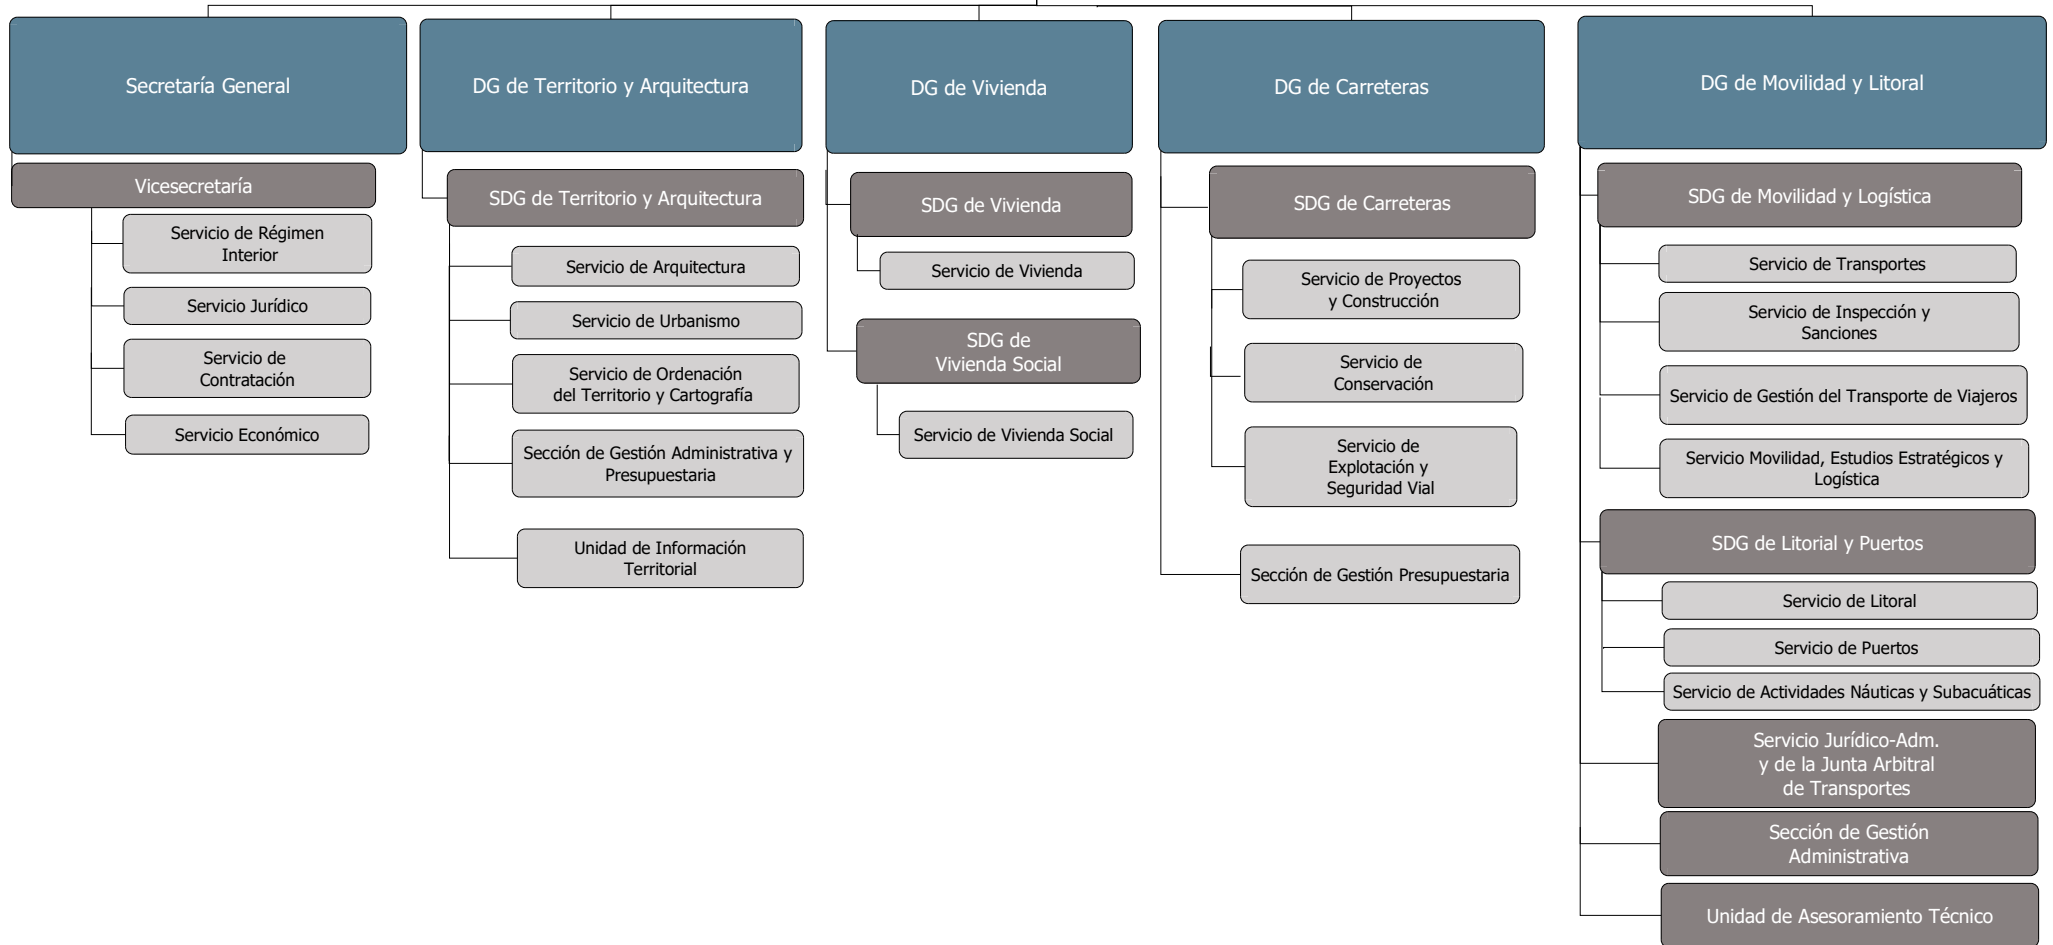 Secretaría General
Vicesecretaría
Servicio de Régimen
Interior
Servicio Jurídico
Servicio de
Contratación
Servicio Económico
DG de Territorio y Arquitectura
SDG de Territorio y Arquitectura
Servicio de Arquitectura
Servicio de Urbanismo
Servicio de Ordenación
del Territorio y Cartografía
Sección de Gestión Administrativa y
Presupuestaria
Unidad de Información
Territorial
DG de Vivienda
SDG de Vivienda
Servicio de Vivienda
SDG de
Vivienda Social
Servicio de Vivienda Social
DG de Carreteras
SDG de Carreteras
Servicio de Proyectos
y Construcción
Servicio de
Conservación
Servicio de
Explotación y
Seguridad Vial
Sección de Gestión Presupuestaria
DG de Movilidad y Litoral
SDG de Movilidad y Logística
Servicio de Transportes
Servicio de Inspección y
Sanciones
Servicio de Gestión del Transporte de Viajeros
Servicio Movilidad, Estudios Estratégicos y
Logística
SDG de Litorial y Puertos
Servicio de Litoral
Servicio de Puertos
Servicio de Actividades Náuticas y Subacuáticas
Servicio Jurídico-Adm.
y de la Junta Arbitral
de Transportes
Sección de Gestión
Administrativa
Unidad de Asesoramiento Técnico